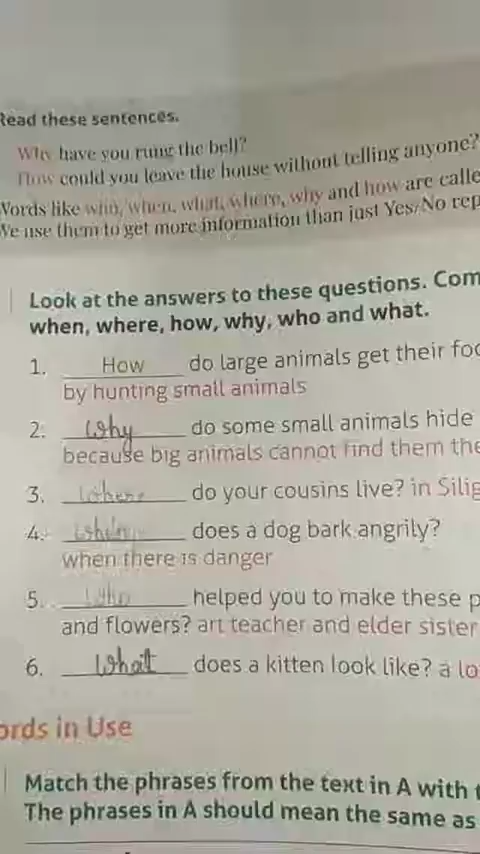 Read these sentences.
Why have you rung the bell?
How could you leave the house without telling anyone?
Words like who, when, what, where, why and how are calle
We use them to get more information than just Yes/No rep
Look at the answers to these questions. Com
when, where, how, why, who and what.
1. How do large animals get their foo
by hunting small animals
2. Why do some small animals hide
because big animals cannot find them the
3. where do your cousins live? in Silig
4. when does a dog bark angrily?
when there is danger
5. Who helped you to make these p
and flowers? art teacher and elder sister
6. What does a kitten look like? a lo
ords in Use
Match the phrases from the text in A with t
The phrases in A should mean the same as